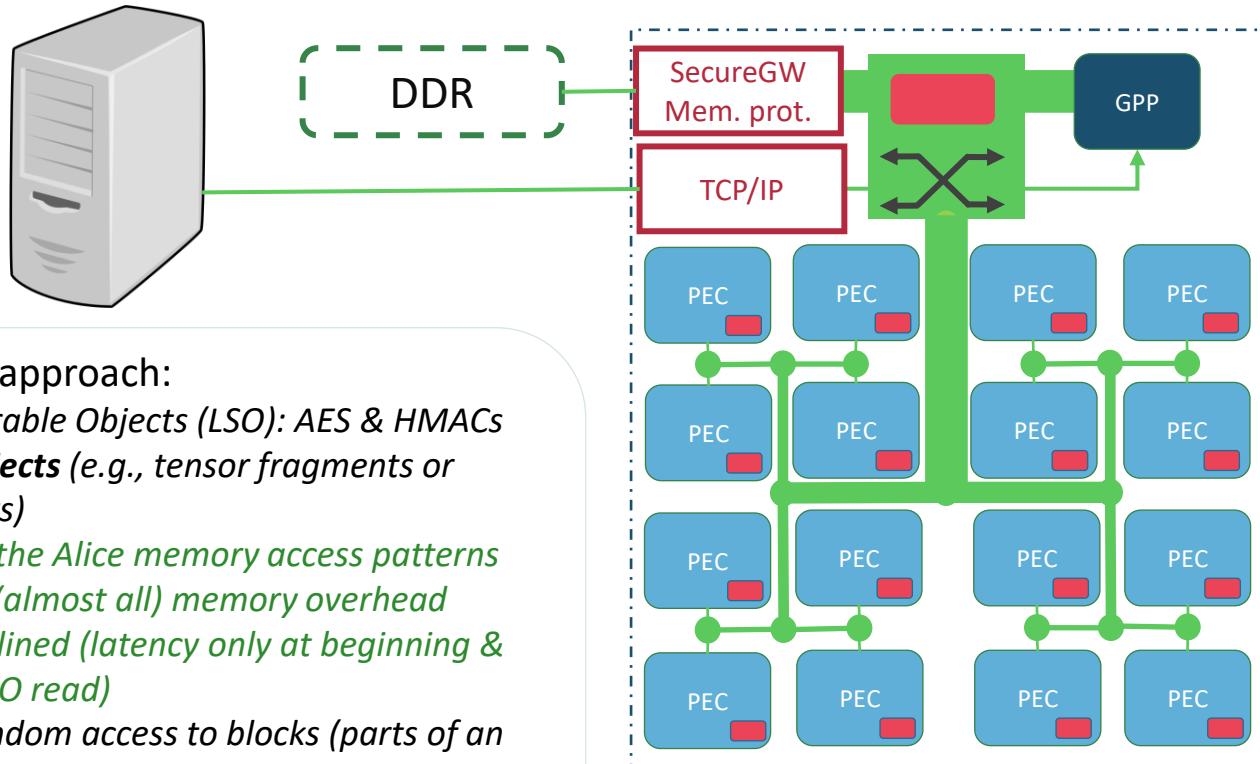 DDR
SecureGW
Mem. prot.
GPP
TCP/IP
PEC PEC PEC PEC
PEC PEC PEC PEC
PEC PEC PEC PEC
PEC PEC PEC PEC
approach:
rable Objects (LSO): AES & HMACs
jects (e.g., tensor fragments or
s)
the Alice memory access patterns
(almost all) memory overhead
lined (latency only at beginning &
O read)
ndom access to blocks (parts of an